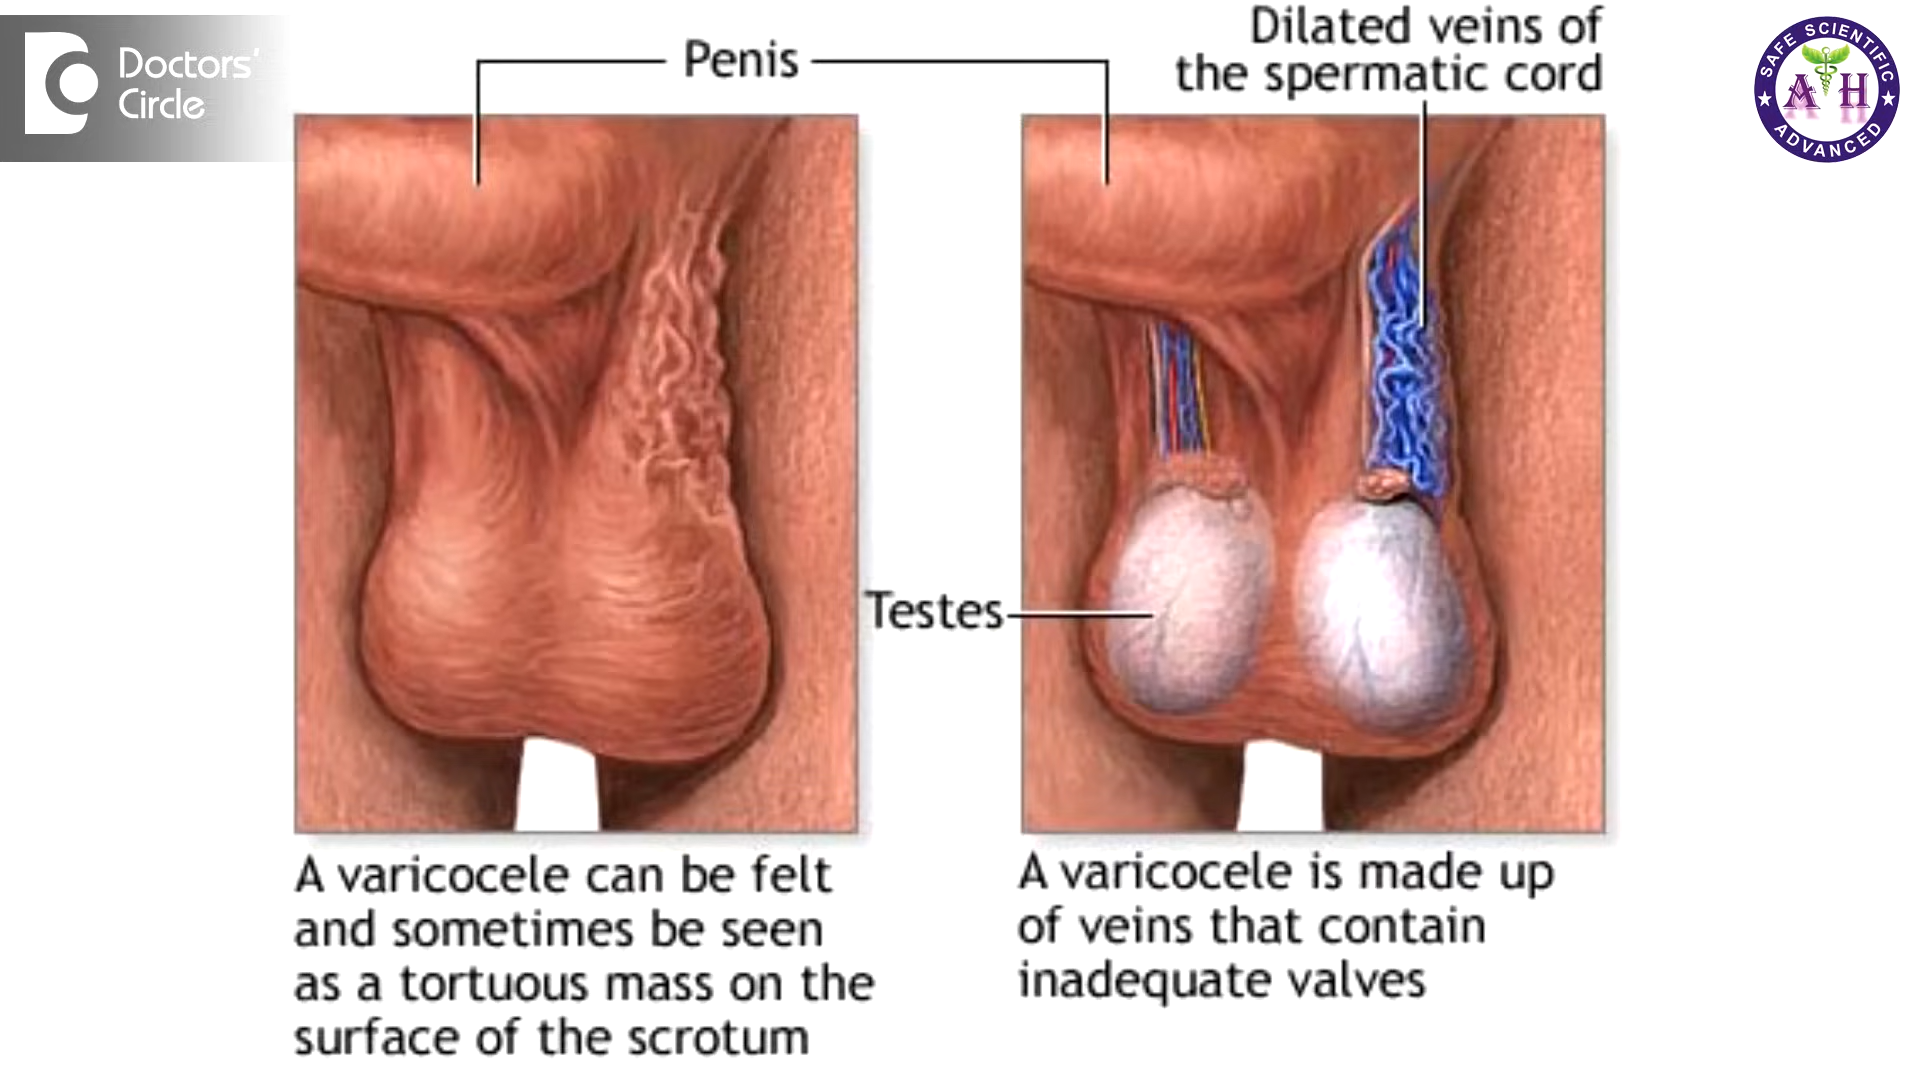 Doctors'
Circle
Penis
Dilated veins of
the spermatic cord
SAFE SCIENTIFIC
A H
ADVANCED
Testes
A varicocele can be felt
and sometimes be seen
as a tortuous mass on the
surface of the scrotum
A varicocele is made up
of veins that contain
inadequate valves